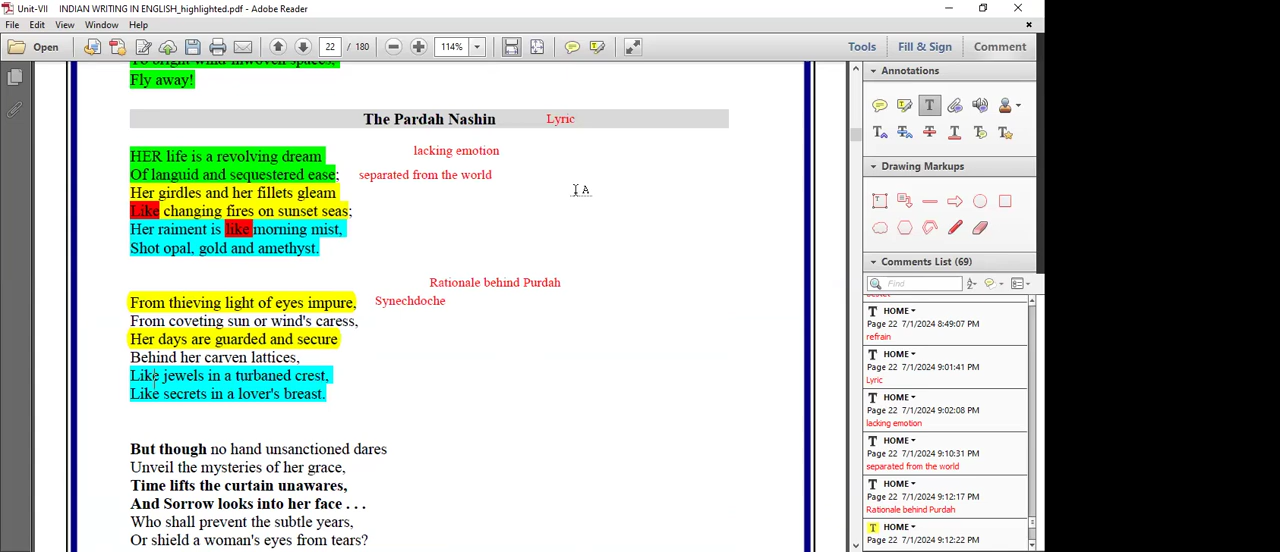 Unit-VII INDIAN WRITING IN ENGLISH_highlighted.pdf - Adobe Reader
File Edit View Window Help
Open 22 / 180 114% Tools Fill & Sign Comment
To bright wind-inwoven spaces,
Fly away!
The Pardah Nashin Lyric
HER life is a revolving dream lacking emotion
Of languid and sequestered ease; separated from the world
Her girdles and her fillets gleam
Like changing fires on sunset seas;
Her raiment is like morning mist,
Shot opal, gold and amethyst.
Rationale behind Purdah
From thieving light of eyes impure, Synechdoche
From coveting sun or wind's caress,
Her days are guarded and secure
Behind her carven lattices,
Like jewels in a turbaned crest,
Like secrets in a lover's breast.
But though no hand unsanctioned dares
Unveil the mysteries of her grace,
Time lifts the curtain unawares,
And Sorrow looks into her face . . .
Who shall prevent the subtle years,
Or shield a woman's eyes from tears?
Annotations
Drawing Markups
Comments List (69)
Find
HOME
Page 22 7/1/2024 8:49:07 PM
refrain
HOME
Page 22 7/1/2024 9:01:41 PM
Lyric
HOME
Page 22 7/1/2024 9:02:08 PM
lacking emotion
HOME
Page 22 7/1/2024 9:10:31 PM
separated from the world
HOME
Page 22 7/1/2024 9:12:17 PM
Rationale behind Purdah
HOME
Page 22 7/1/2024 9:12:22 PM